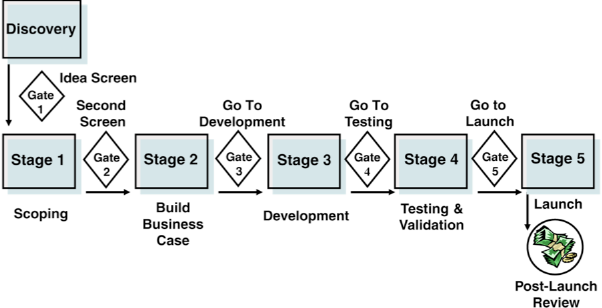 Discovery
Gate
1
Idea Screen
Second
Screen
Go To
Development
Go To
Testing
Go to
Launch
Stage 1
Gate
2
Stage 2
Gate
3
Stage 3
Gate
4
Stage 4
Gate
5
Stage 5
Scoping
Build
Business
Case
Development
Testing &
Validation
Launch
Post-Launch
Review